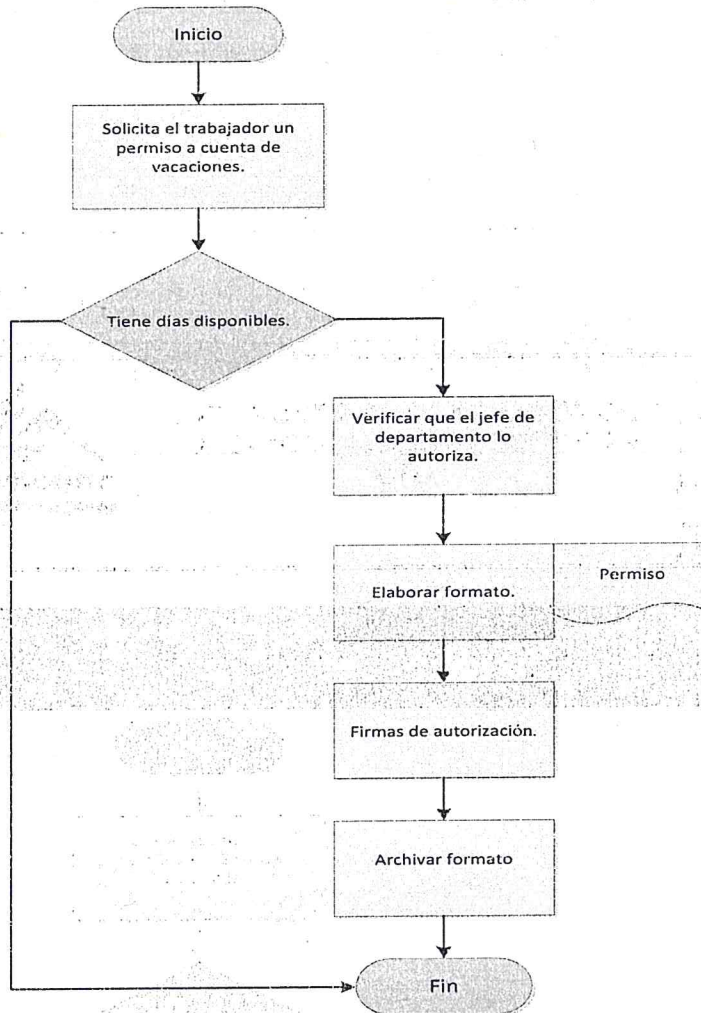 Inicio
Solicita el trabajador un
permiso a cuenta de
vacaciones.
Tiene días disponibles.
Verificar que el jefe de
departamento lo
autoriza.
Elaborar formato.
Permiso
Firmas de autorización.
Archivar formato
Fin